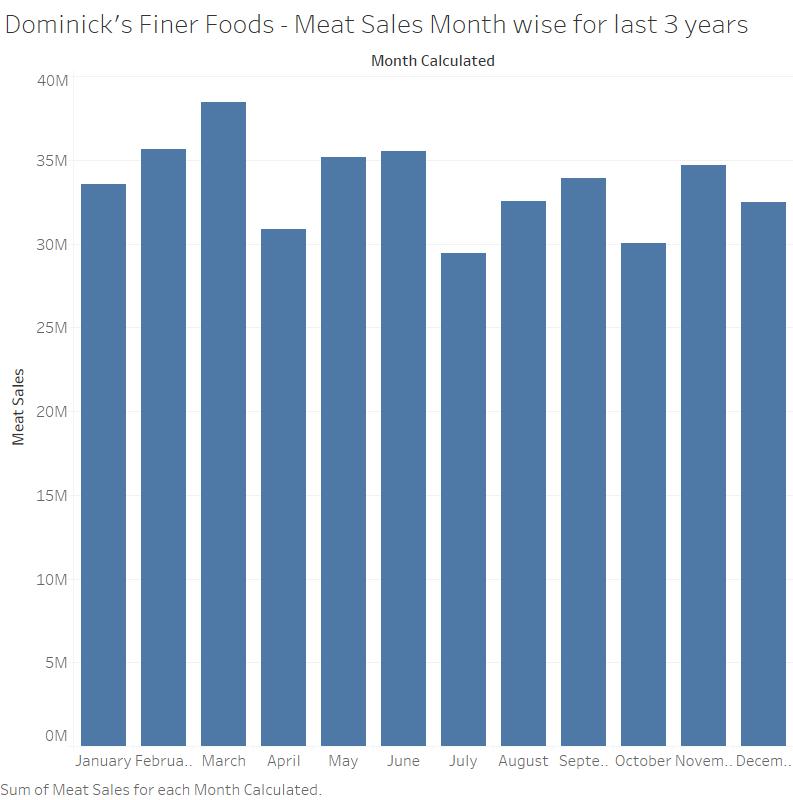 Dominick's Finer Foods - Meat Sales Month wise for last 3 years
Month Calculated
40M
35M
30M
25M
20M
15M
10M
5M
0M
Meat Sales
January Februa.. March April May June July August Septe.. October Novem.. Decem..
Sum of Meat Sales for each Month Calculated.